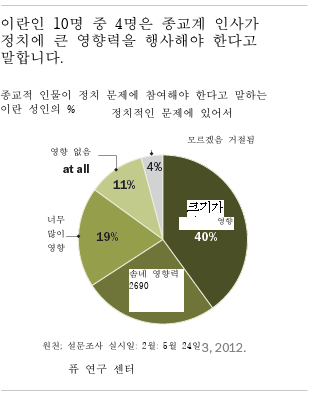 이란인 10명 중 4명은 종교계 인사가
정치에 큰 영향력을 행사해야 한다고
말합니다.
종교적 인물이 정치 문제에 참여해야 한다고 말하는
이란 성인의 %
정치적인 문제에 있어서
모르겠음 거절됨
영향 없음
at all
4%
11%
크기가
영향
40%
너무
많이
영향
19%
솜네 영향력
2690
원천; 설문조사 실시일: 2월· 5월 24일3, 2012.
퓨 연구 센터